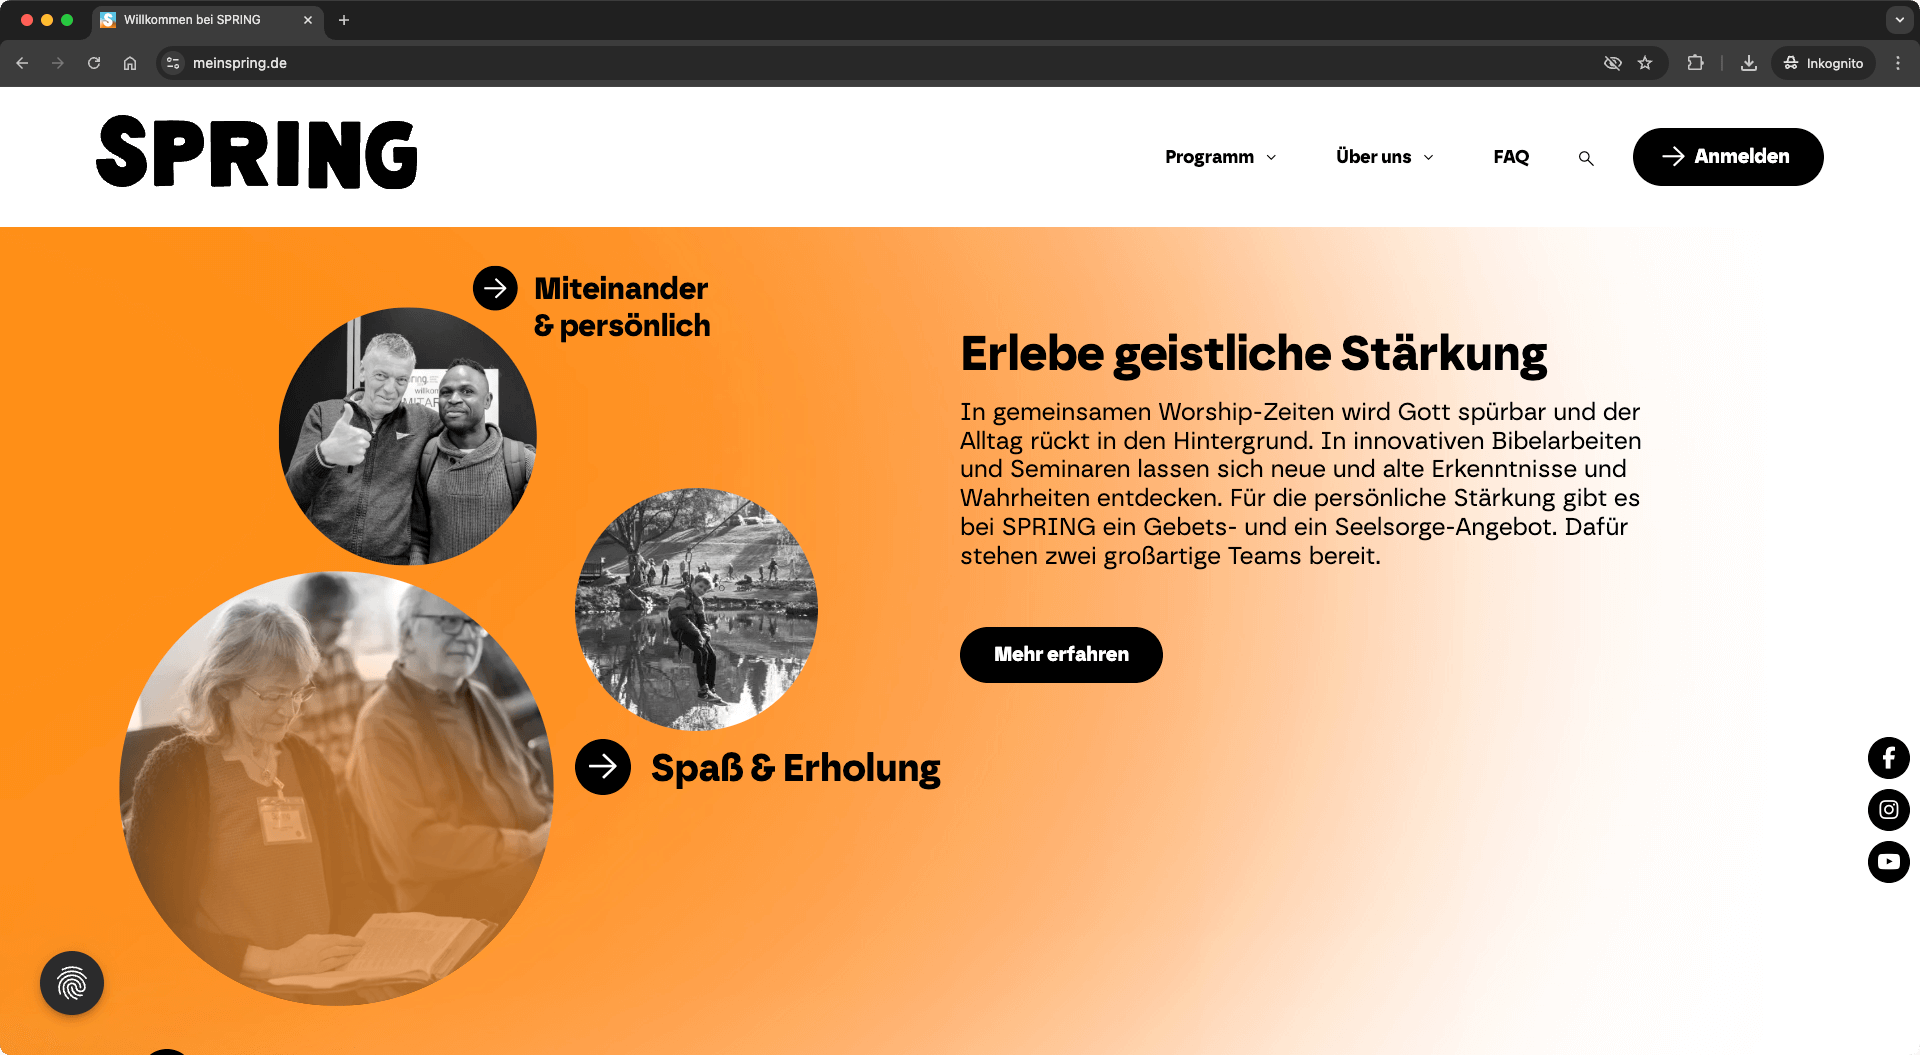 Willkommen bei SPRING
meinspring.de
Inkognito
SPRING
Programm
Über uns
FAQ
Anmelden
Miteinander
& persönlich
Erlebe geistliche Stärkung
In gemeinsamen Worship-Zeiten wird Gott spürbar und der
Alltag rückt in den Hintergrund. In innovativen Bibelarbeiten
und Seminaren lassen sich neue und alte Erkenntnisse und
Wahrheiten entdecken. Für die persönliche Stärkung gibt es
bei SPRING ein Gebets- und ein Seelsorge-Angebot. Dafür
stehen zwei großartige Teams bereit.
Mehr erfahren
Spaß & Erholung